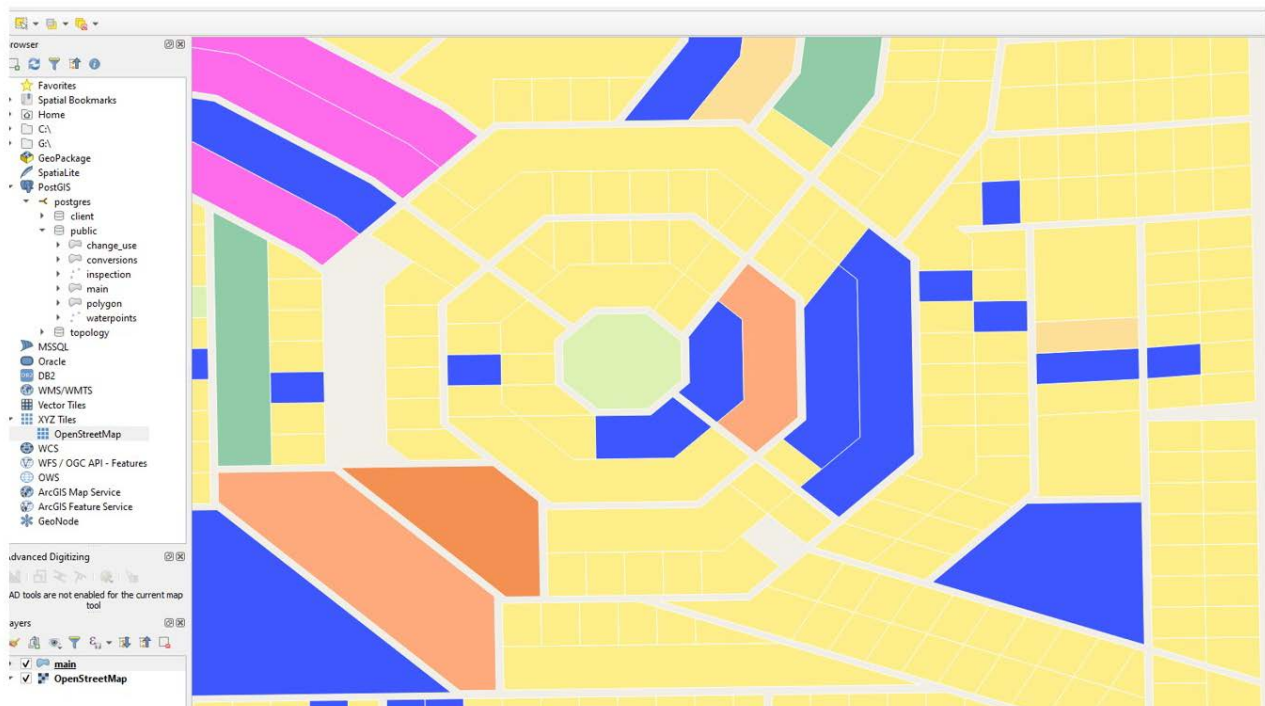 rowser
Favorites
Spatial Bookmarks
Home
C:\
G:\
GeoPackage
SpatiaLite
PostGIS
postgres
client
public
change_use
conversions
inspection
main
polygon
waterpoints
topology
MSSQL
Oracle
DB2
WMS/WMTS
Vector Tiles
XYZ Tiles
OpenStreetMap
WCS
WFS / OGC API - Features
OWS
ArcGIS Map Service
ArcGIS Feature Service
GeoNode
Advanced Digitizing
AD tools are not enabled for the current map
tool
ayers
main
OpenStreetMap